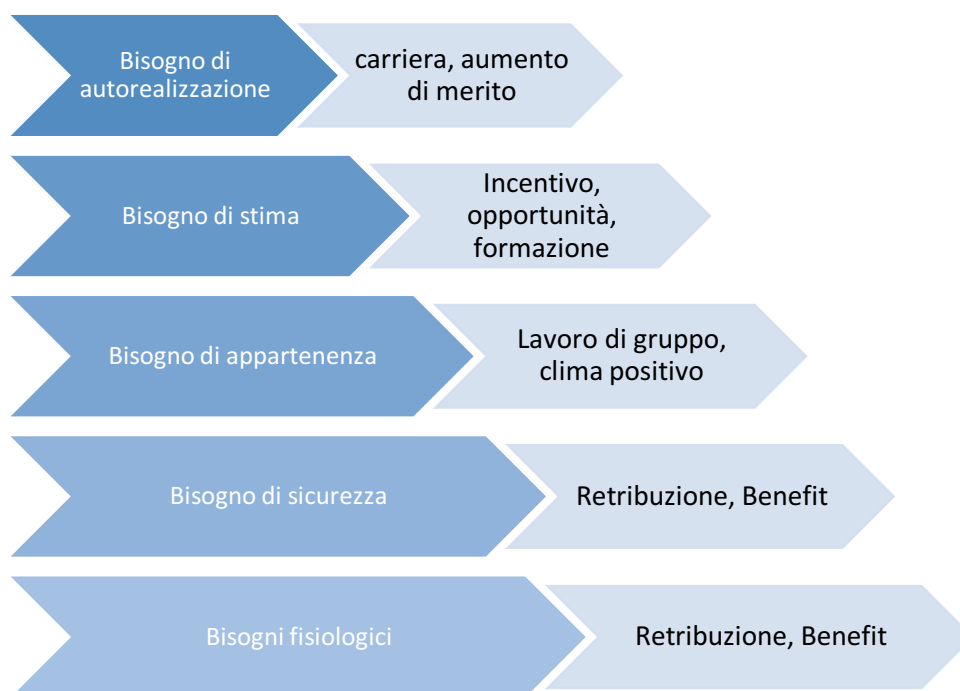 Bisogno di
autorealizzazione
carriera, aumento
di merito
Bisogno di stima
Incentivo,
opportunità,
formazione
Bisogno di appartenenza
Lavoro di gruppo,
clima positivo
Bisogno di sicurezza
Retribuzione, Benefit
Bisogni fisiologici
Retribuzione, Benefit